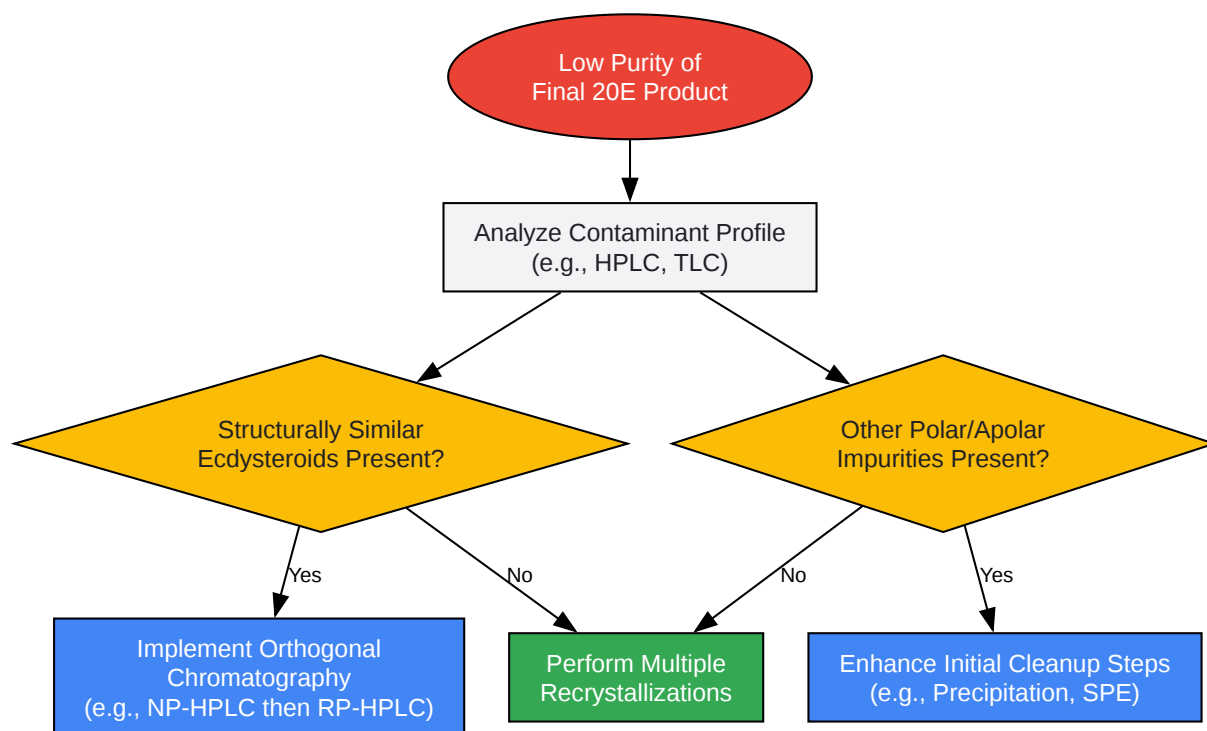 Low Purity of
Final 20E Product
Analyze Contaminant Profile
(e.g., HPLC, TLC)
Structurally Similar
Ecdysteroids Present?
Other Polar/Apolar
Impurities Present?
Yes
No
No
Yes
Implement Orthogonal
Chromatography
(e.g., NP-HPLC then RP-HPLC)
Perform Multiple
Recrystallizations
Enhance Initial Cleanup Steps
(e.g., Precipitation, SPE)